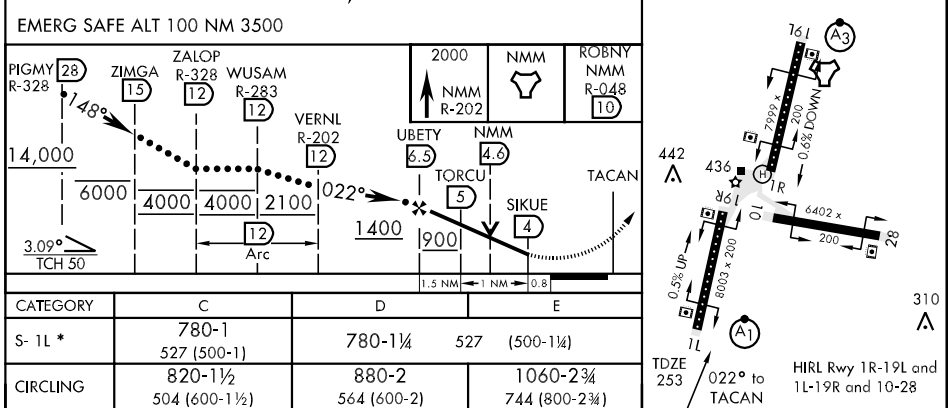 EMERG SAFE ALT 100 NM 3500
PIGMY
R-328
28
ZIMGA
15
ZALOP
R-328
12
WUSAM
R-283
12
VERNL
R-202
12
2000
NMM
R-202
NMM
ROBNY
NMM
R-048
10
UBETY
6.5
NMM
4.6
TORCU
5
SIKUE
4
TACAN
148°
022°
14,000
6000
4000
4000
2100
1400
900
12
Arc
3.09°
TCH 50
1.5 NM
1 NM
0.8
CATEGORY C D E
S- 1L * 780-1 527 (500-1) 780-1¼ 527 (500-1¼)
CIRCLING 820-1½ 504 (600-1½) 880-2 564 (600-2) 1060-2¾ 744 (800-2¾)
19L
A3
7999 x 200
0.6% DOWN
442
436
H
1R
19R
10
6402 x 200
28
0.5% UP
8003 x 200
1L
A1
310
TDZE
253
022° to
TACAN
HIRL Rwy 1R-19L and
1L-19R and 10-28